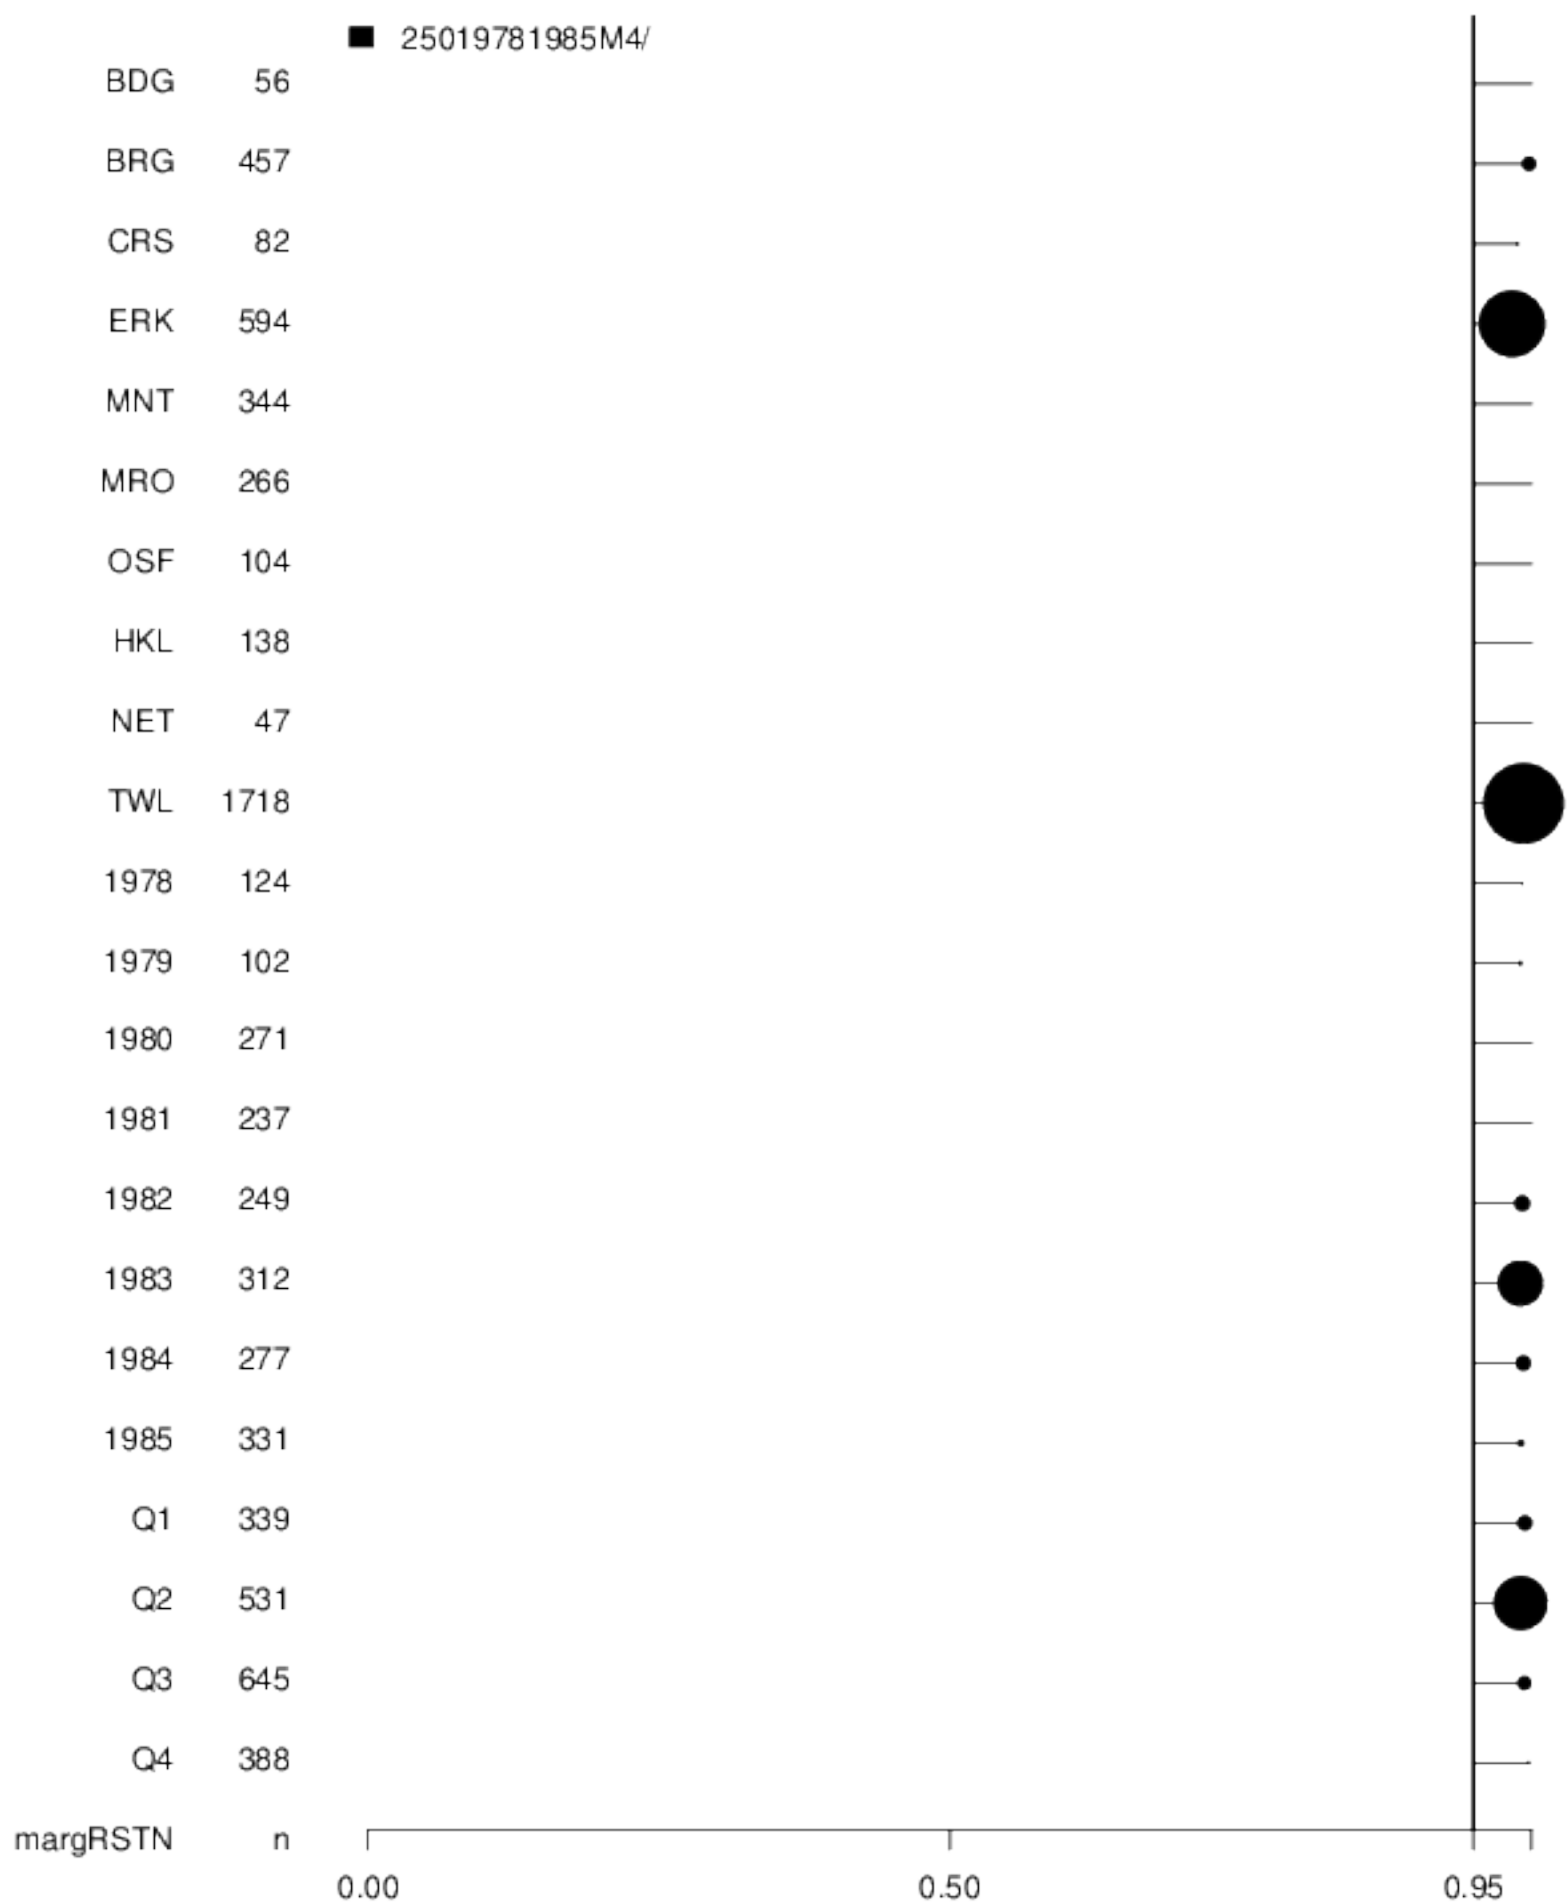 25019781985M4/
BDG 56
BRG 457
CRS 82
ERK 594
MNT 344
MRO 266
OSF 104
HKL 138
NET 47
TWL 1718
1978 124
1979 102
1980 271
1981 237
1982 249
1983 312
1984 277
1985 331
Q1 339
Q2 531
Q3 645
Q4 388
margRSTN n
0.00 0.50 0.95